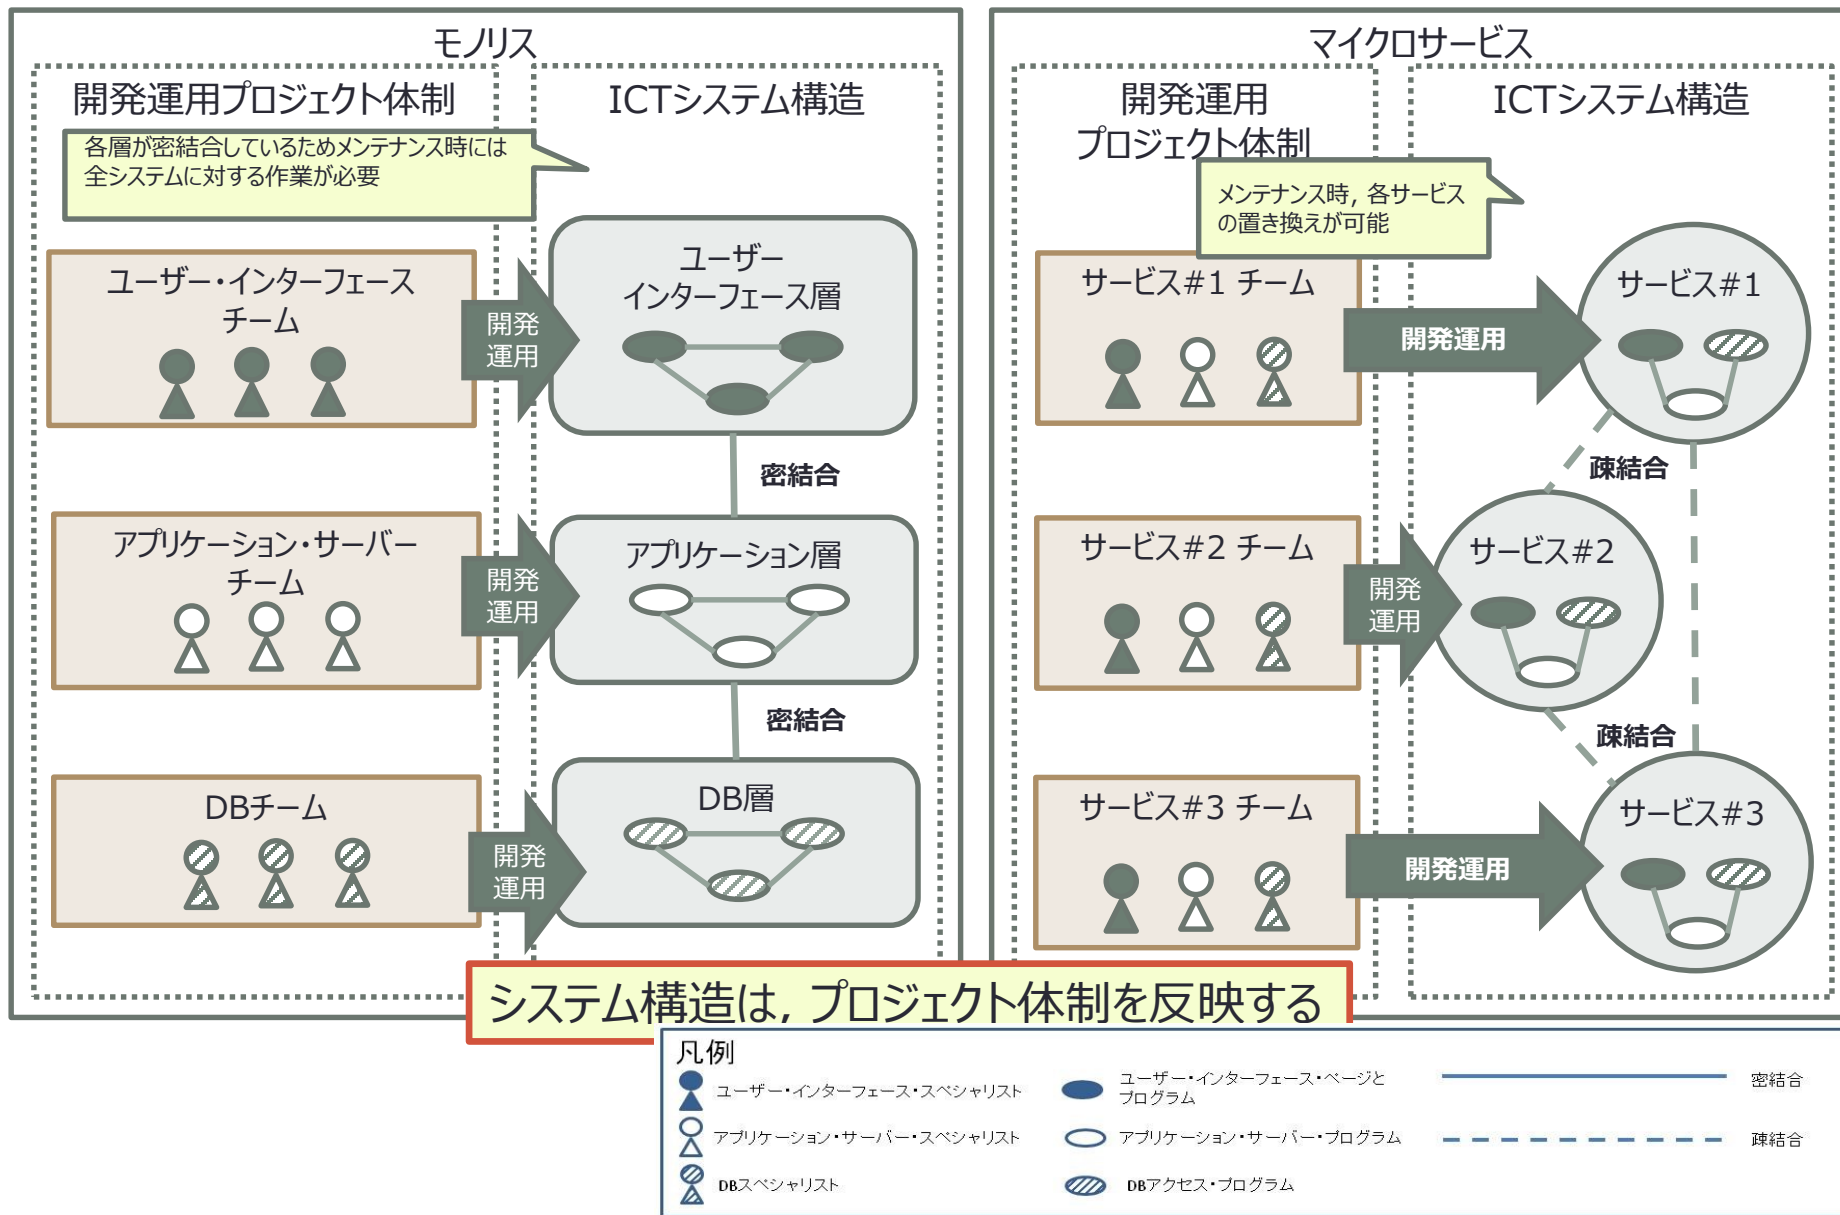 モノリス
開発運用プロジェクト体制
ICTシステム構造
各層が密結合しているためメンテナンス時には
全システムに対する作業が必要
ユーザー・インターフェース
チーム
開発
運用
ユーザー
インターフェース層
密結合
アプリケーション・サーバー
チーム
開発
運用
アプリケーション層
密結合
DBチーム
開発
運用
DB層
マイクロサービス
開発運用
プロジェクト体制
ICTシステム構造
メンテナンス時, 各サービス
の置き換えが可能
サービス#1 チーム
開発運用
サービス#1
疎結合
サービス#2 チーム
開発
運用
サービス#2
疎結合
サービス#3 チーム
開発運用
サービス#3
システム構造は, プロジェクト体制を反映する
凡例
ユーザー・インターフェース・スペシャリスト
ユーザー・インターフェース・ページと
プログラム
密結合
アプリケーション・サーバー・スペシャリスト
アプリケーション・サーバー・プログラム
疎結合
DBスペシャリスト
DBアクセス・プログラム